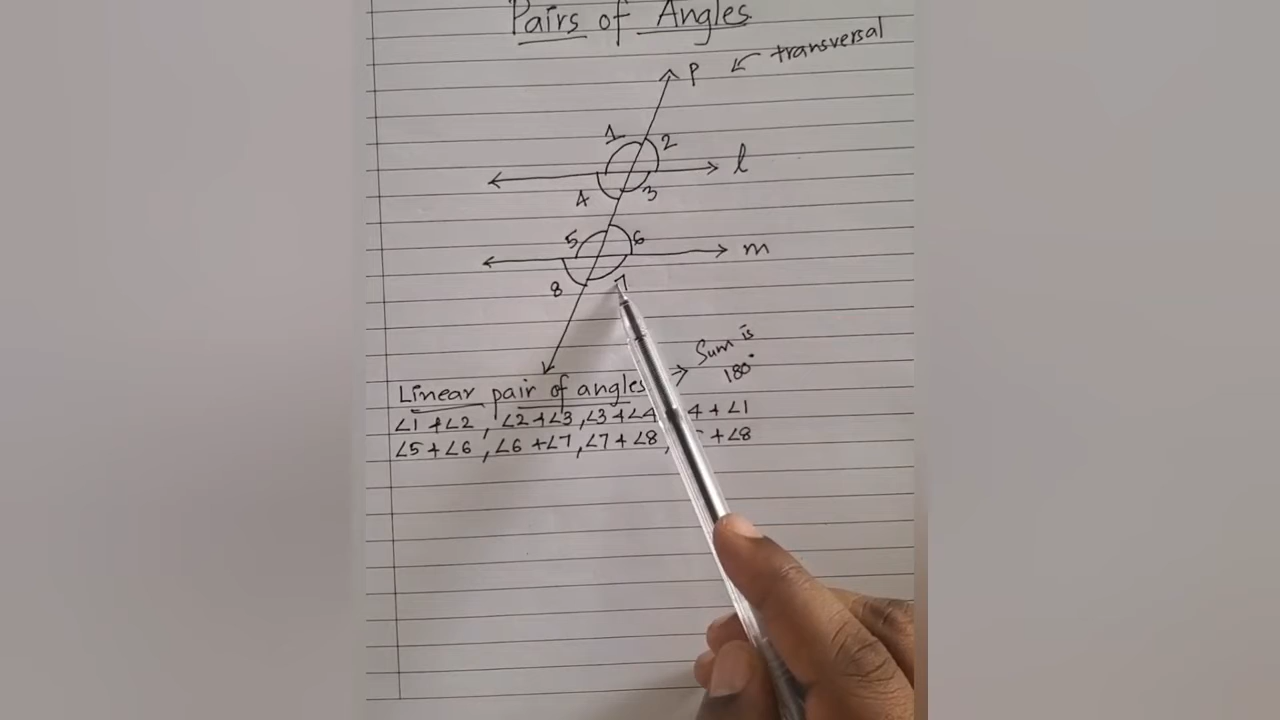 Pairs of Angles
p ↙ transversal
1 2
l
4 3
5 6
m
8 7
Linear pair of angles → Sum is 180°
∠1 + ∠2 , ∠2 + ∠3 , ∠3 + ∠4 4 + ∠1
∠5 + ∠6 , ∠6 + ∠7 , ∠7 + ∠8 , + ∠8